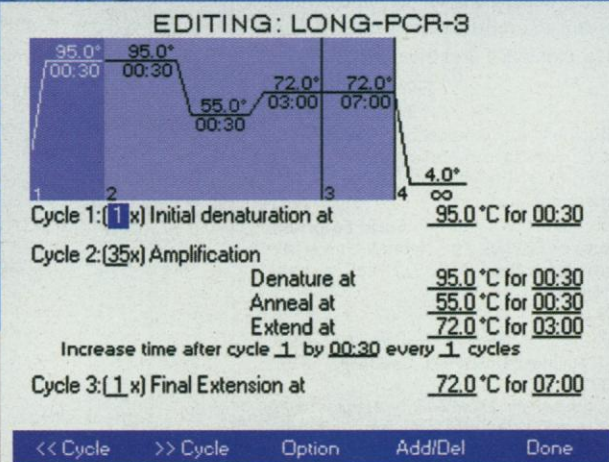 EDITING: LONG-PCR-3
95.0° 95.0°
00:30 00:30
72.0° 72.0°
03:00 07:00
55.0°
00:30
4.0°
∞
1 2 3 4
Cycle 1:(1x) Initial denaturation at 95.0 °C for 00:30
Cycle 2:(35x) Amplification
Denature at 95.0 °C for 00:30
Anneal at 55.0 °C for 00:30
Extend at 72.0 °C for 03:00
Increase time after cycle 1 by 00:30 every 1 cycles
Cycle 3:(1x) Final Extension at 72.0 °C for 07:00
<< Cycle >> Cycle Option Add/Del Done